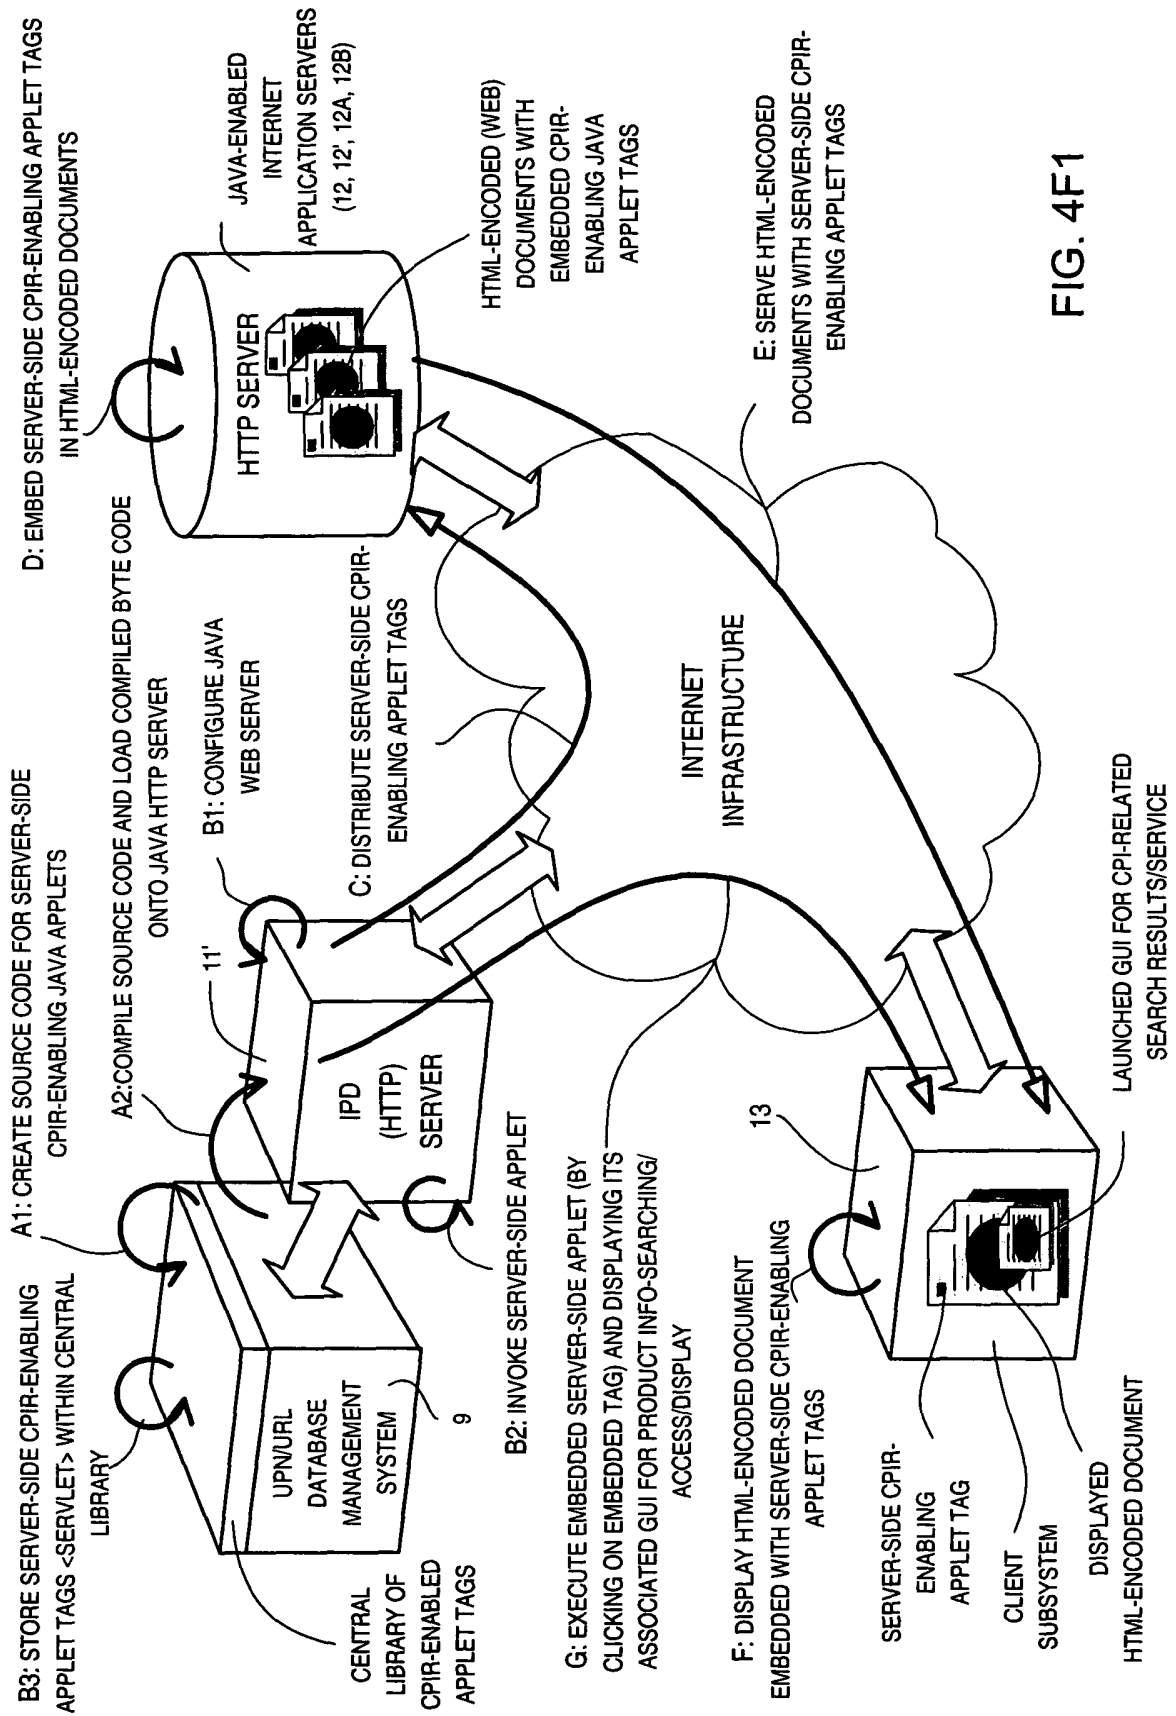 B3: STORE SERVER-SIDE CPIR-ENABLING
APPLET TAGS <SERVLET> WITHIN CENTRAL
LIBRARY
A1: CREATE SOURCE CODE FOR SERVER-SIDE
CPIR-ENABLING JAVA APPLETS
A2:COMPILE SOURCE CODE AND LOAD COMPILED BYTE CODE
ONTO JAVA HTTP SERVER
B1: CONFIGURE JAVA
WEB SERVER
D: EMBED SERVER-SIDE CPIR-ENABLING APPLET TAGS
IN HTML-ENCODED DOCUMENTS
JAVA-ENABLED
INTERNET
APPLICATION SERVERS
(12, 12', 12A, 12B)
HTTP SERVER
HTML-ENCODED (WEB)
DOCUMENTS WITH
EMBEDDED CPIR-
ENABLING JAVA
APPLET TAGS
C: DISTRIBUTE SERVER-SIDE CPIR-
ENABLING APPLET TAGS
11'
IPD
(HTTP)
SERVER
UPN/URL
DATABASE
MANAGEMENT
SYSTEM
9
CENTRAL
LIBRARY OF
CPIR-ENABLED
APPLET TAGS
B2: INVOKE SERVER-SIDE APPLET
G: EXECUTE EMBEDDED SERVER-SIDE APPLET (BY
CLICKING ON EMBEDDED TAG) AND DISPLAYING ITS
ASSOCIATED GUI FOR PRODUCT INFO-SEARCHING/
ACCESS/DISPLAY
INTERNET
INFRASTRUCTURE
E: SERVE HTML-ENCODED
DOCUMENTS WITH SERVER-SIDE CPIR-
ENABLING APPLET TAGS
F: DISPLAY HTML-ENCODED DOCUMENT
EMBEDDED WITH SERVER-SIDE CPIR-ENABLING
APPLET TAGS
13
SERVER-SIDE CPIR-
ENABLING
APPLET TAG
CLIENT
SUBSYSTEM
DISPLAYED
HTML-ENCODED DOCUMENT
LAUNCHED GUI FOR CPI-RELATED
SEARCH RESULTS/SERVICE
FIG. 4F1